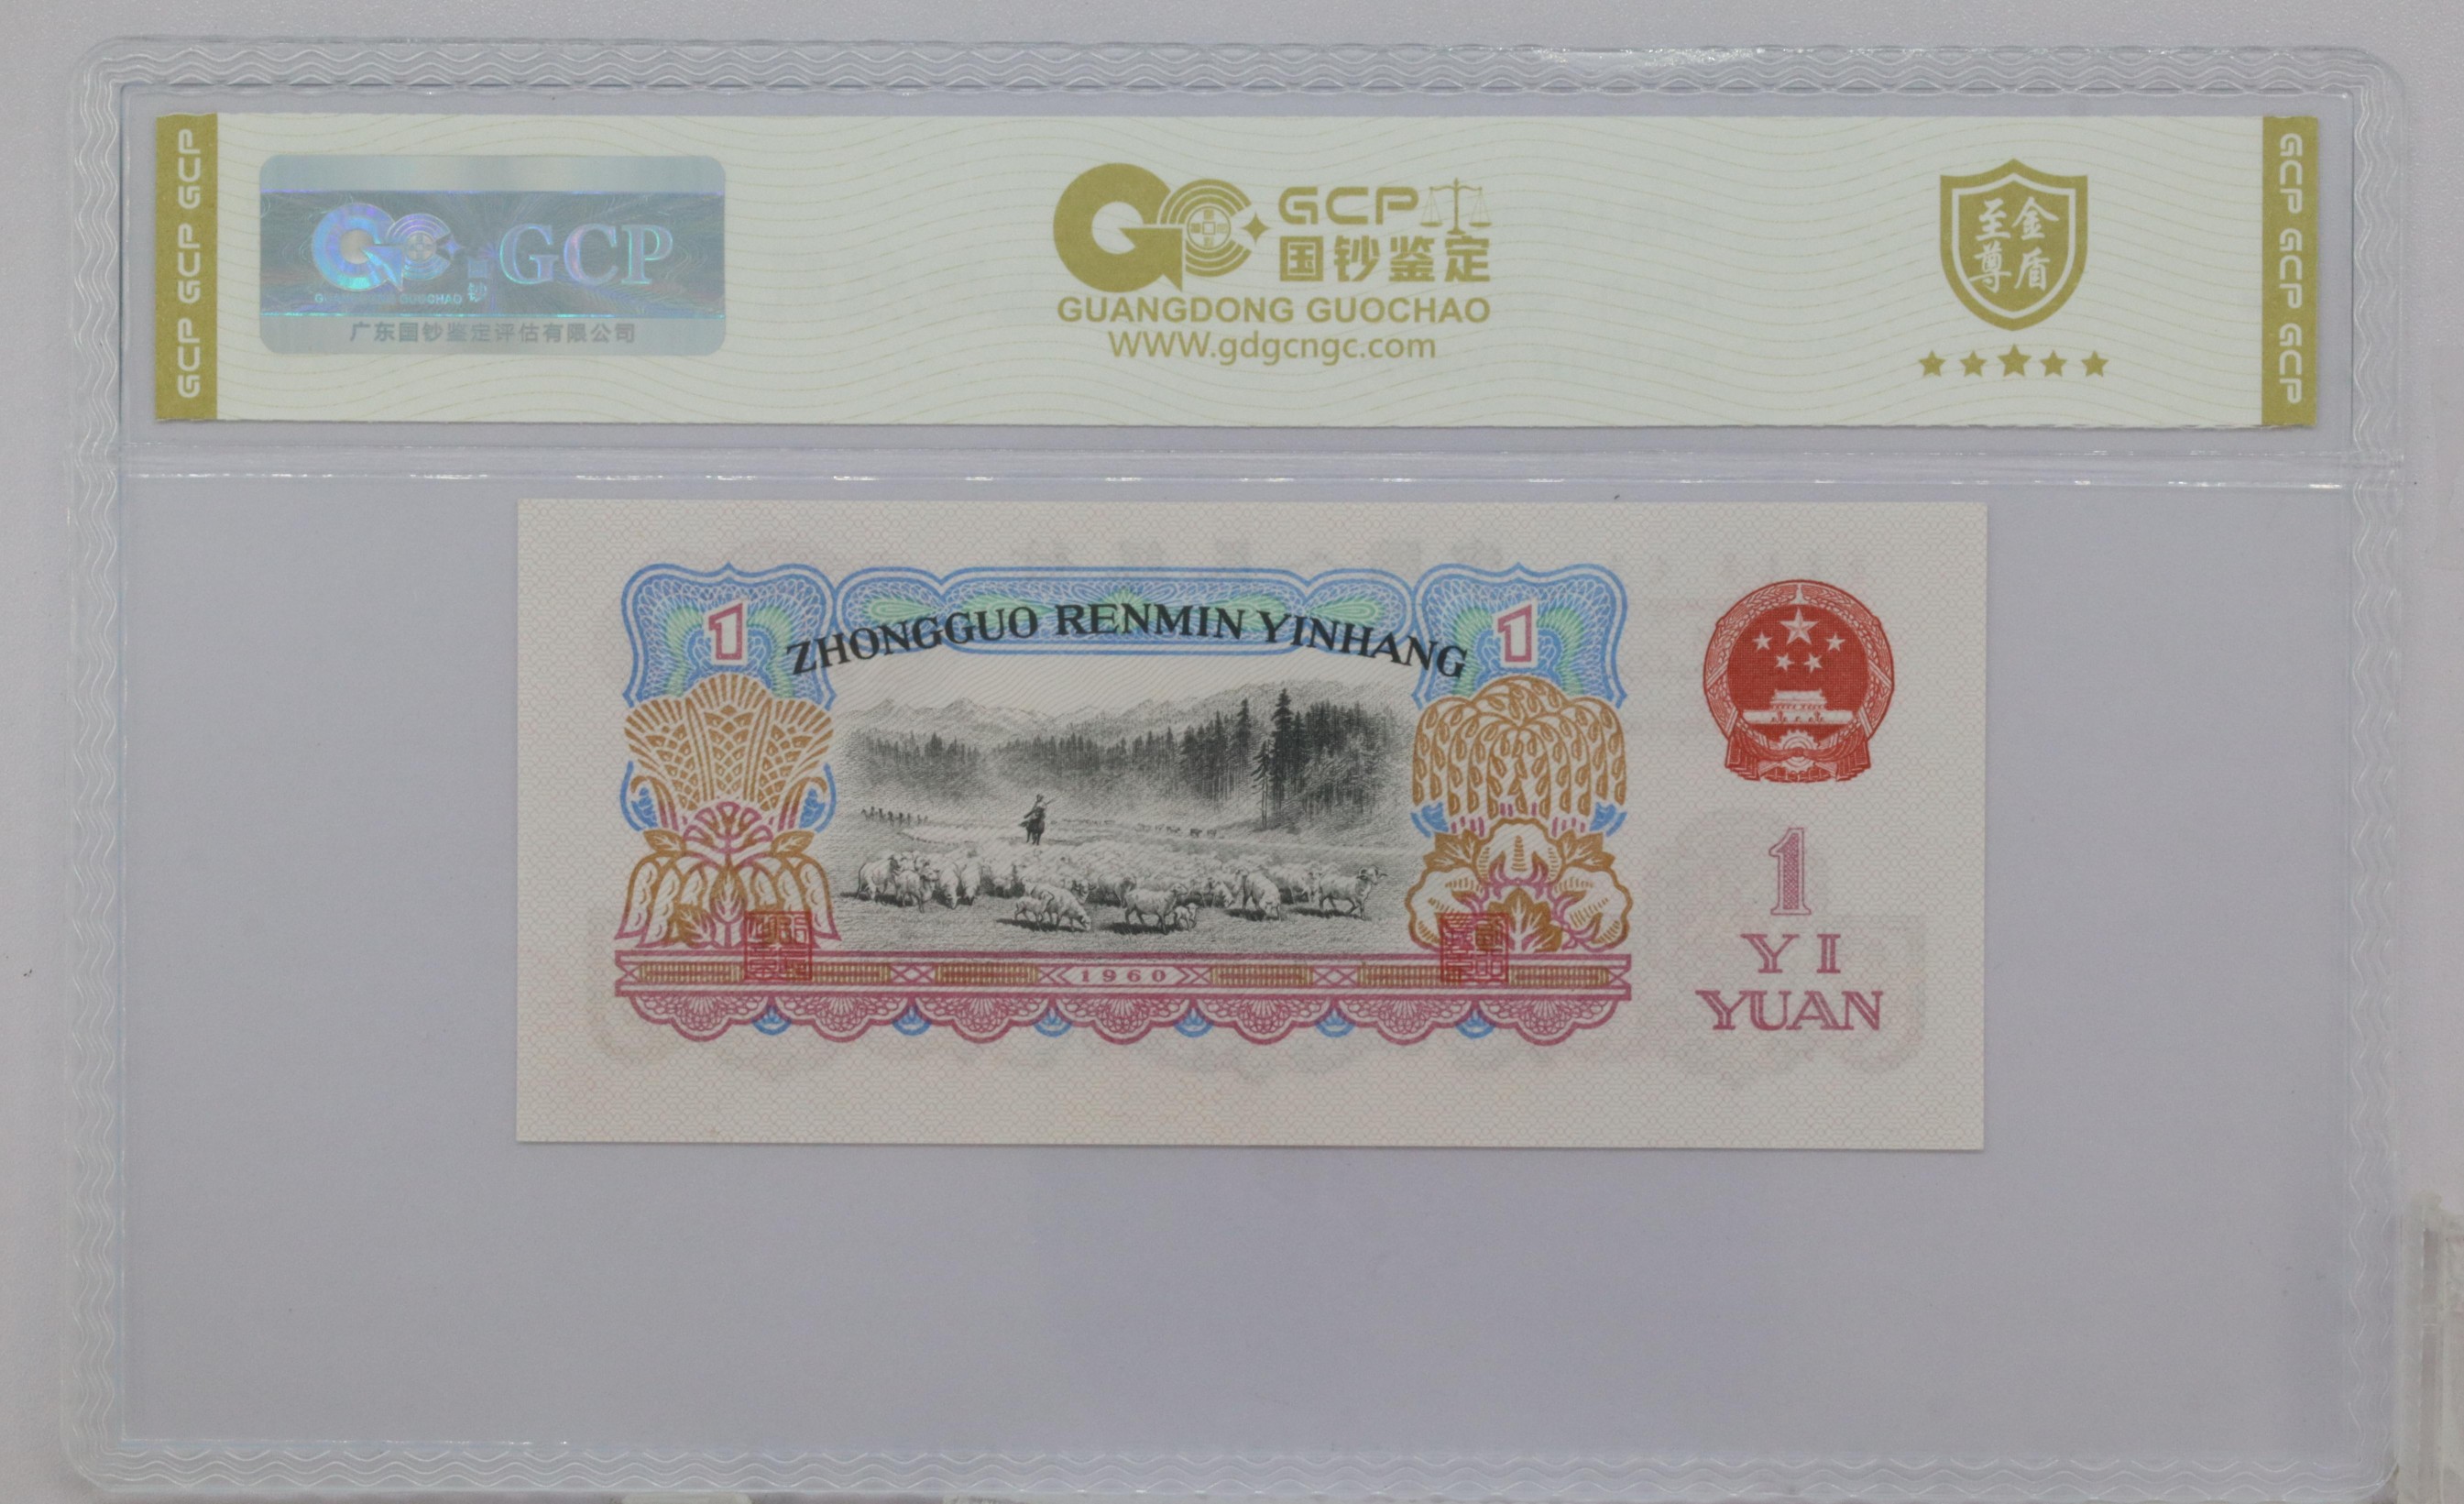 GCP GCP GCP
GCP
GUANGDONG GUOCHAO
广东国钞鉴定评估有限公司
GCP
国钞鉴定
GUANGDONG GUOCHAO
WWW.gdgcngc.com
至尊
金盾
GCP GCP GCP
1
ZHONGGUO RENMIN YINHANG
1
1960
1
YI
YUAN